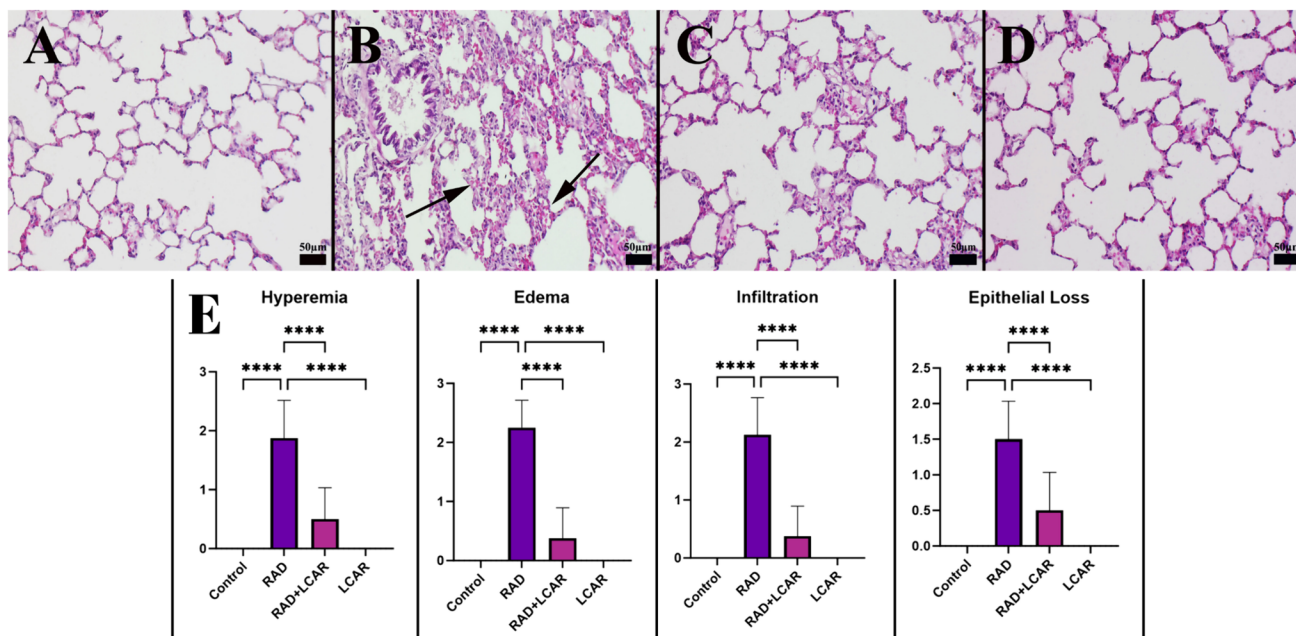 A
B
C
D
50µm
50µm
50µm
50µm
E
Hyperemia
****
****
****
3
2
1
0
Control
RAD
RAD+LCAR
LCAR
Edema
****
****
****
3
2
1
0
Control
RAD
RAD+LCAR
LCAR
Infiltration
****
****
****
3
2
1
0
Control
RAD
RAD+LCAR
LCAR
Epithelial Loss
****
****
****
2.5
2.0
1.5
1.0
0.5
0.0
Control
RAD
RAD+LCAR
LCAR